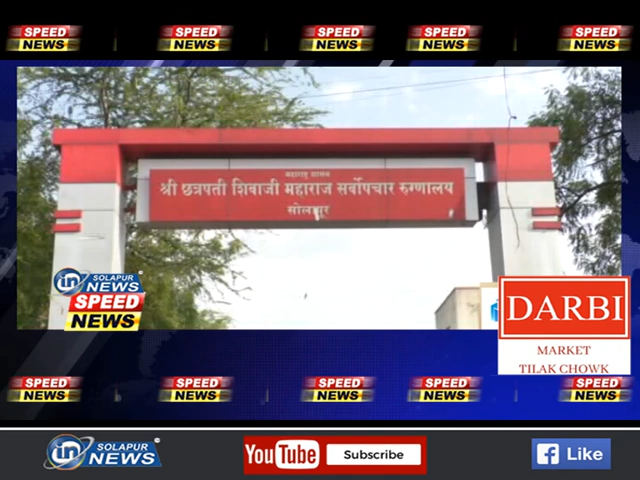 SPEED NEWS
SPEED NEWS
SPEED NEWS
SPEED NEWS
SPEED NEWS
महाराष्ट्र शासन
श्री छत्रपती शिवाजी महाराज सर्वोपचार रुग्णालय
सोलापूर
in SOLAPUR NEWS
SPEED NEWS
DARBI
MARKET
TILAK CHOWK
SPEED NEWS
SPEED NEWS
SPEED NEWS
SPEED NEWS
SPEED NEWS
in SOLAPUR NEWS
YouTube Subscribe
f Like